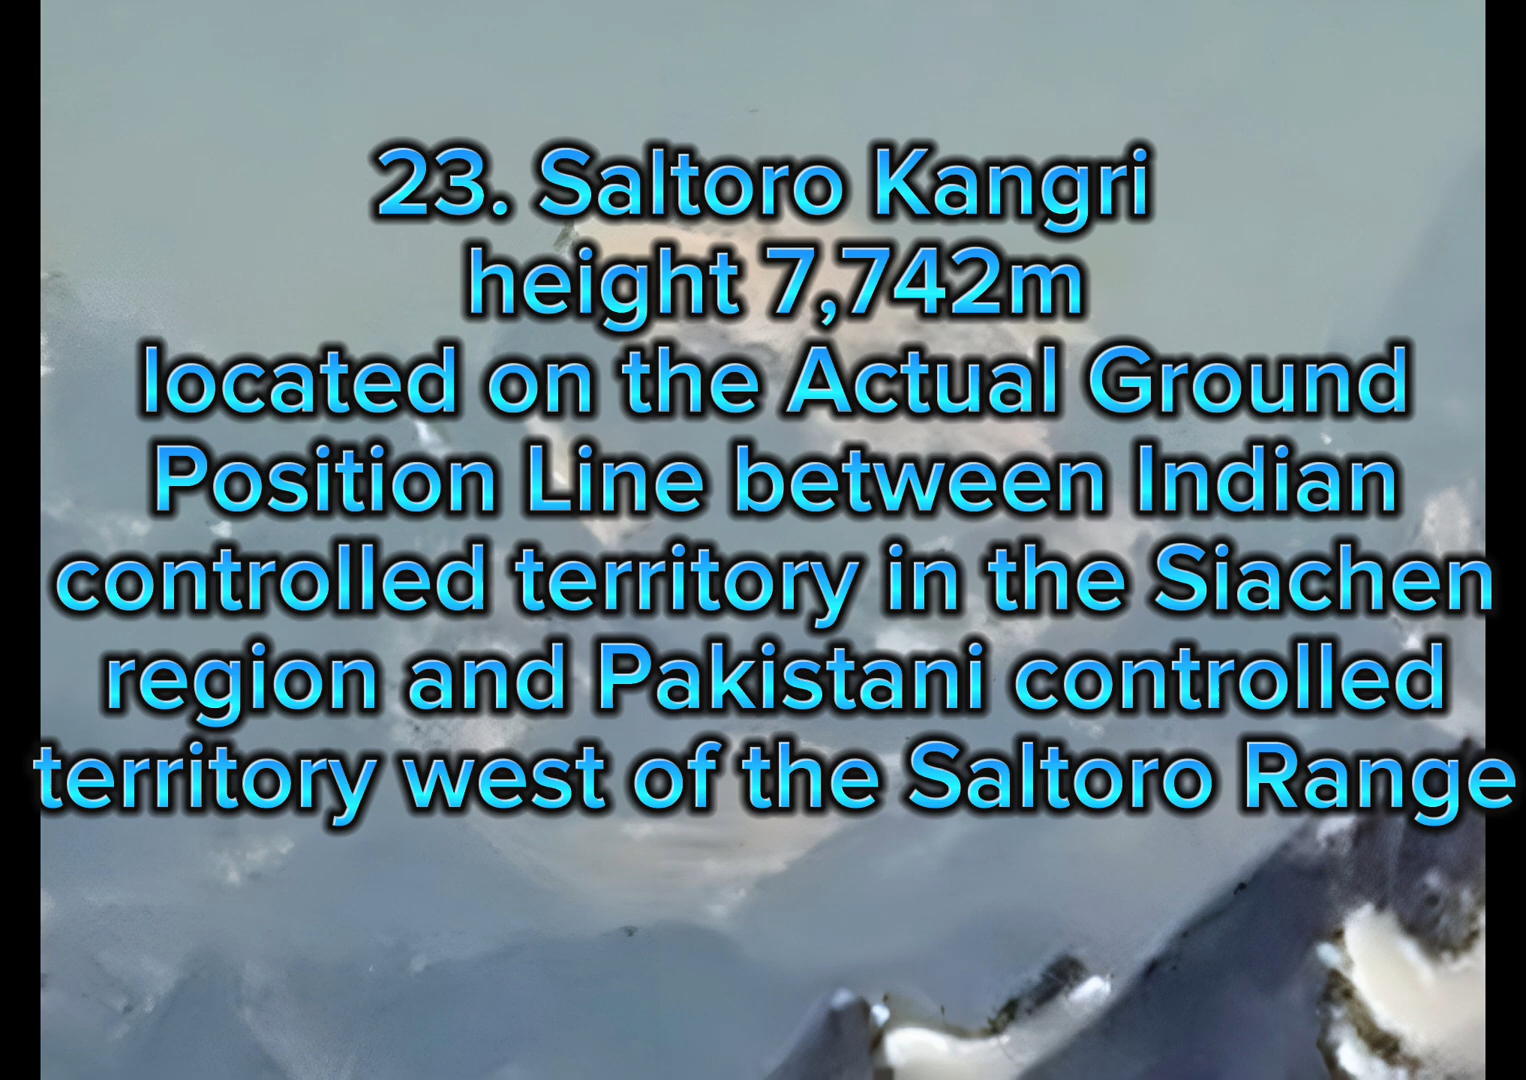 23. Saltoro Kangri
height 7,742m
located on the Actual Ground
Position Line between Indian
controlled territory in the Siachen
region and Pakistani controlled
territory west of the Saltoro Range